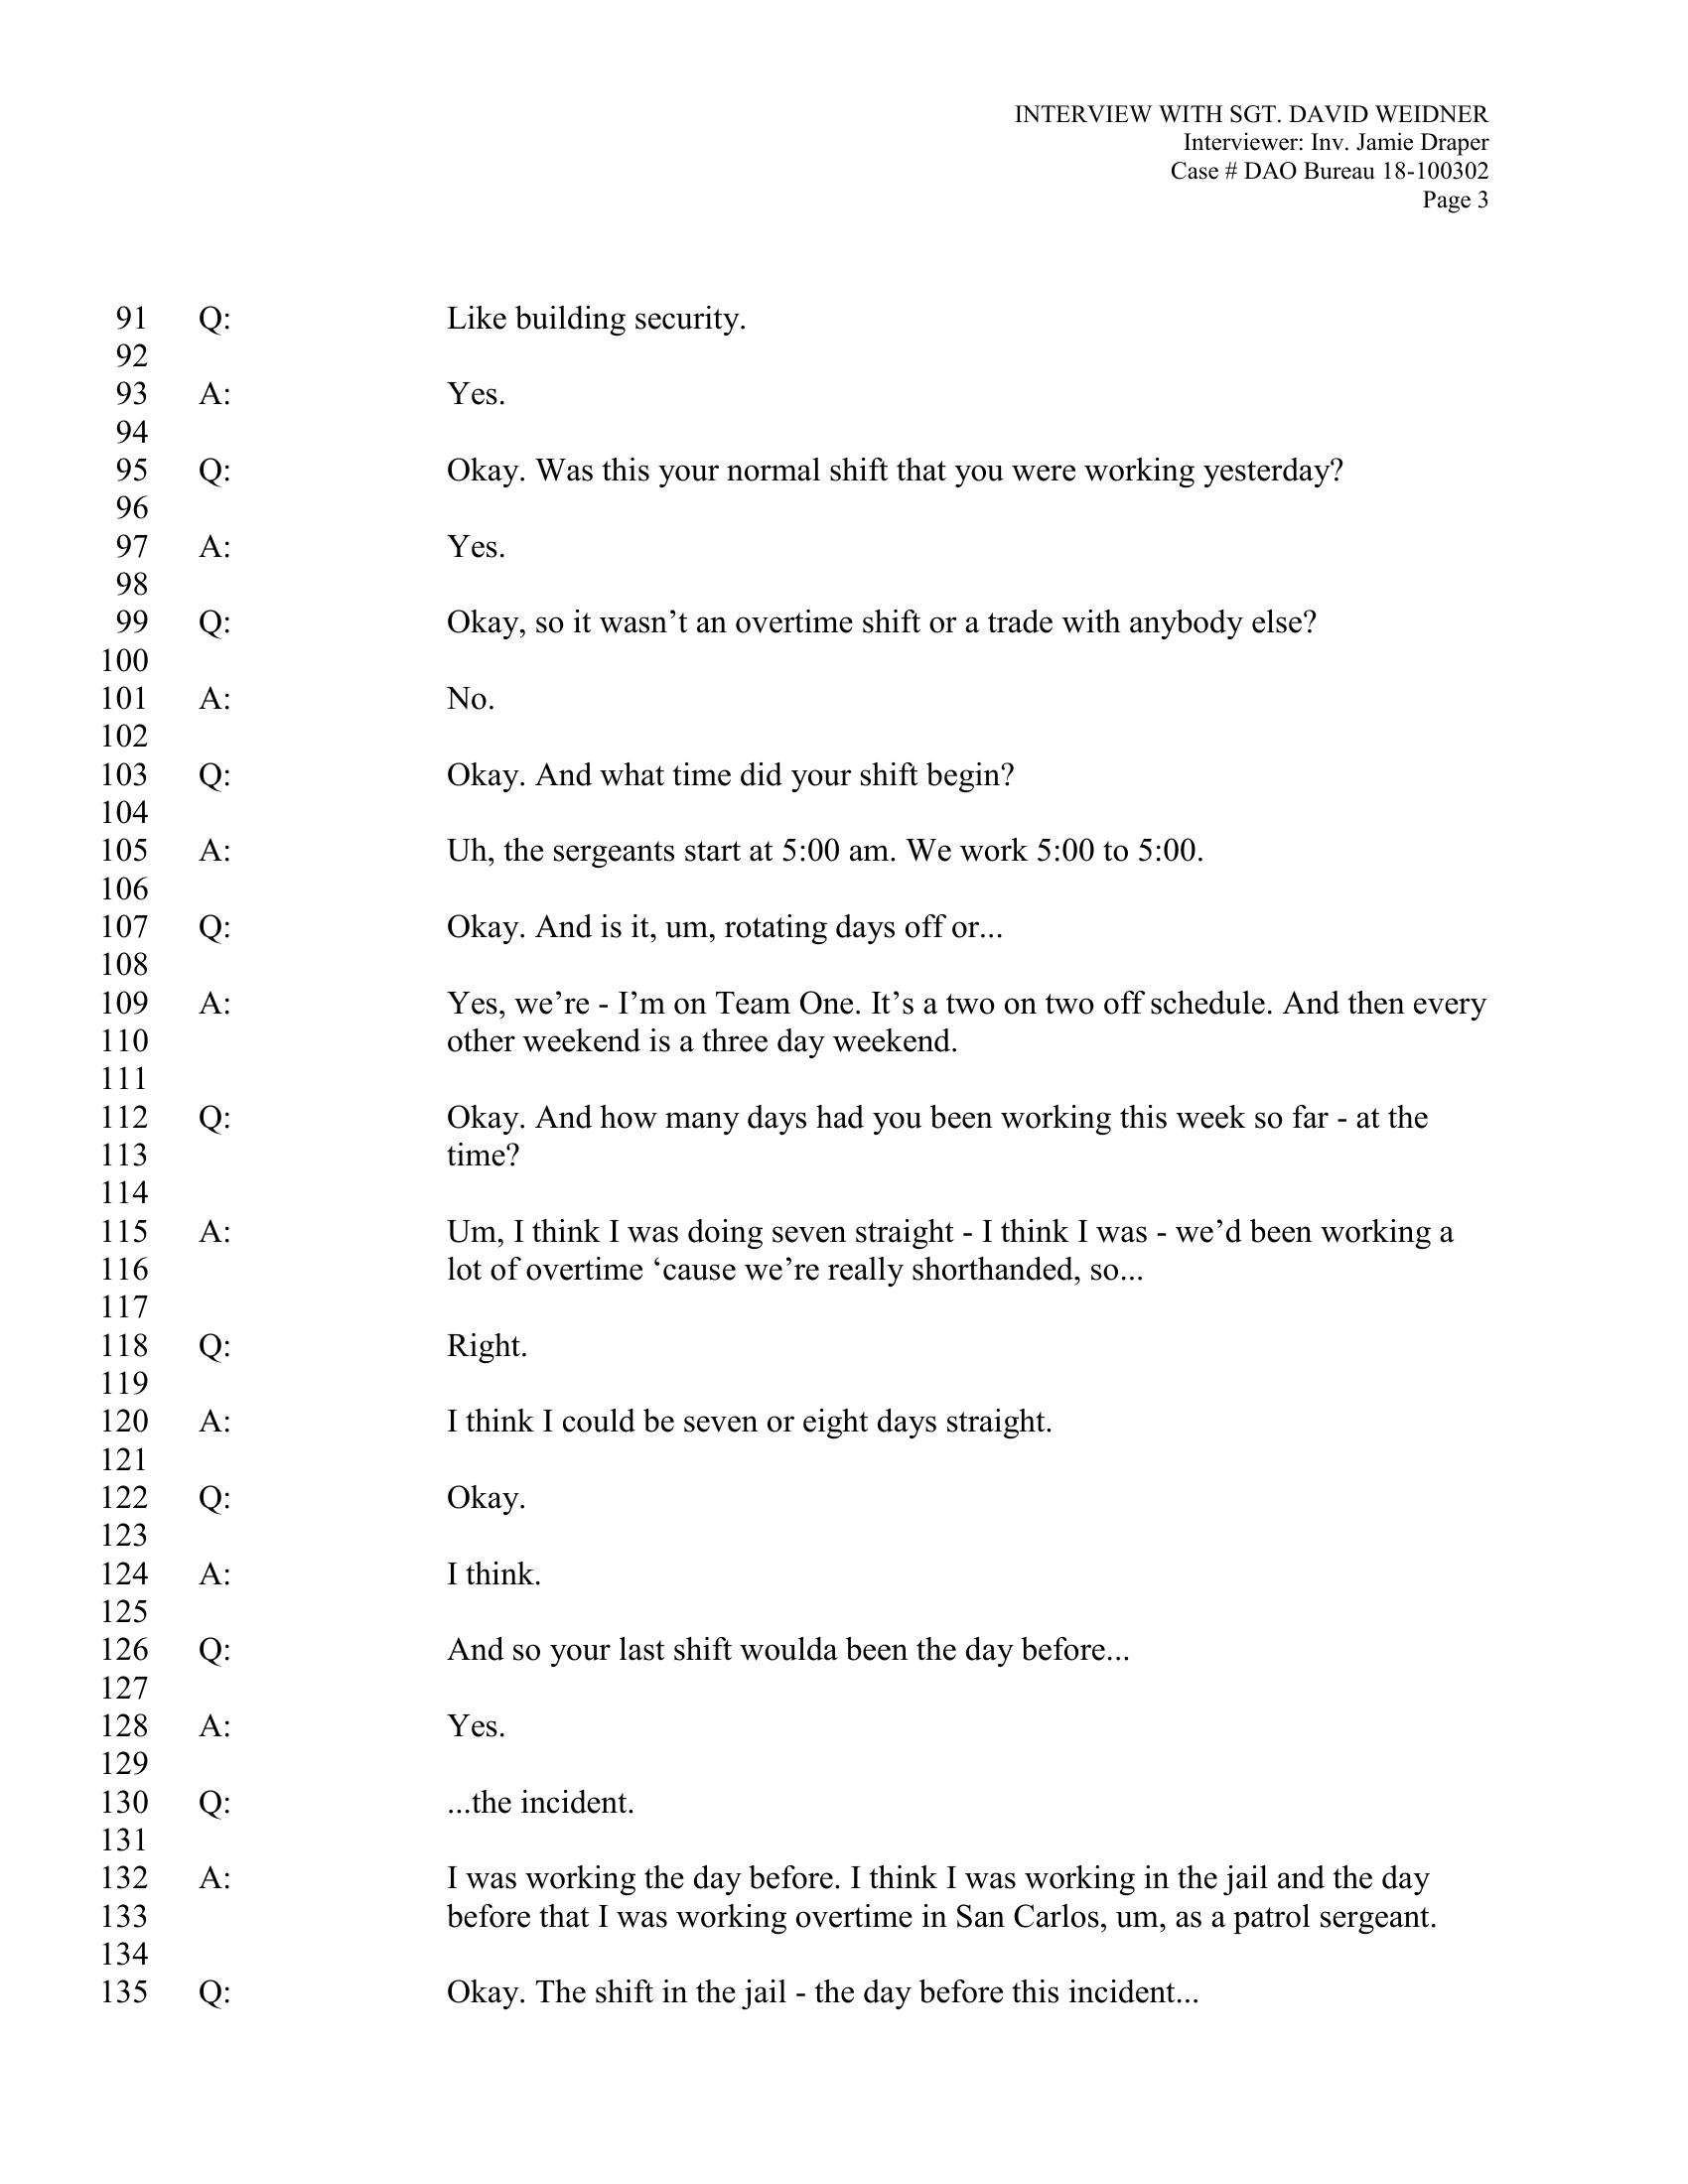 INTERVIEW WITH SGT. DAVID WEIDNER
Interviewer: Inv. Jamie Draper
Case # DAO Bureau 18-100302
Page 3
91 Q: Like building security.
92
93 A: Yes.
94
95 Q: Okay. Was this your normal shift that you were working yesterday?
96
97 A: Yes.
98
99 Q: Okay, so it wasn’t an overtime shift or a trade with anybody else?
100
101 A: No.
102
103 Q: Okay. And what time did your shift begin?
104
105 A: Uh, the sergeants start at 5:00 am. We work 5:00 to 5:00.
106
107 Q: Okay. And is it, um, rotating days off or...
108
109 A: Yes, we’re - I’m on Team One. It’s a two on two off schedule. And then every
110 other weekend is a three day weekend.
111
112 Q: Okay. And how many days had you been working this week so far - at the
113 time?
114
115 A: Um, I think I was doing seven straight - I think I was - we’d been working a
116 lot of overtime ‘cause we’re really shorthanded, so...
117
118 Q: Right.
119
120 A: I think I could be seven or eight days straight.
121
122 Q: Okay.
123
124 A: I think.
125
126 Q: And so your last shift woulda been the day before...
127
128 A: Yes.
129
130 Q: ...the incident.
131
132 A: I was working the day before. I think I was working in the jail and the day
133 before that I was working overtime in San Carlos, um, as a patrol sergeant.
134
135 Q: Okay. The shift in the jail - the day before this incident...